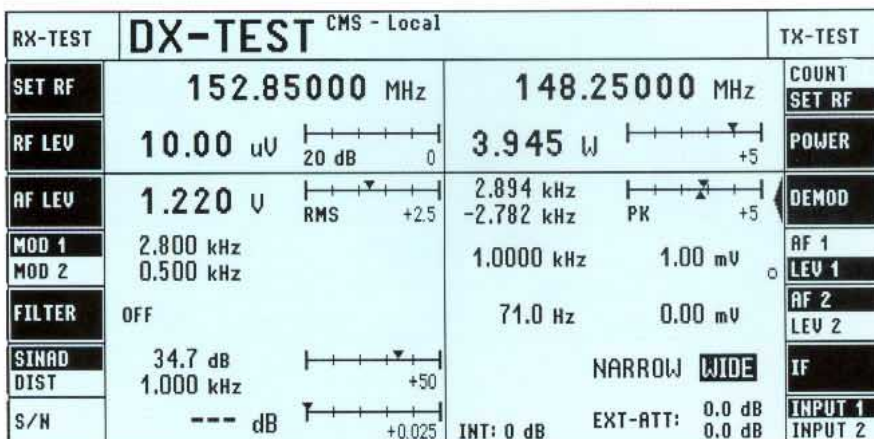 RX-TEST DX-TEST CMS - Local TX-TEST
SET RF 152.85000 MHz 148.25000 MHz COUNT
SET RF
RF LEV 10.00 uV 20 dB 0 3.945 W +5 POWER
AF LEV 1.220 V RMS +2.5 2.894 kHz
-2.782 kHz PK +5 DEMOD
MOD 1 2.800 kHz 1.0000 kHz 1.00 mV AF 1
MOD 2 0.500 kHz LEV 1
FILTER OFF 71.0 Hz 0.00 mV AF 2
LEV 2
SINAD 34.7 dB +50 NARROW WIDE IF
DIST 1.000 kHz
S/N --- dB +0.025 INT: 0 dB EXT-ATT: 0.0 dB INPUT 1
0.0 dB INPUT 2